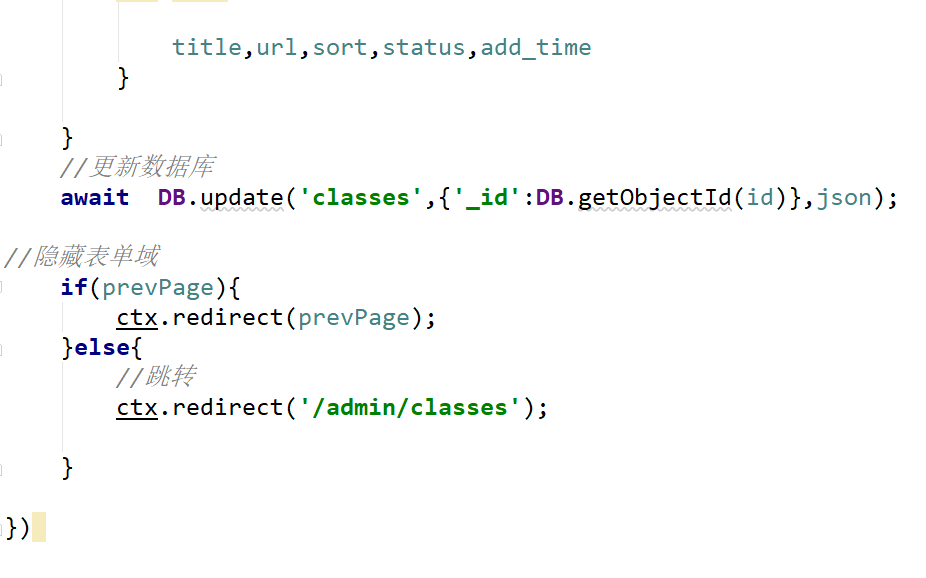 title,url,sort,status,add_time
}
}
//更新数据库
await  DB.update('classes',{'_id':DB.getObjectId(id)},json);
//隐藏表单域
if(prevPage){
ctx.redirect(prevPage);
}else{
//跳转
ctx.redirect('/admin/classes');
}
})